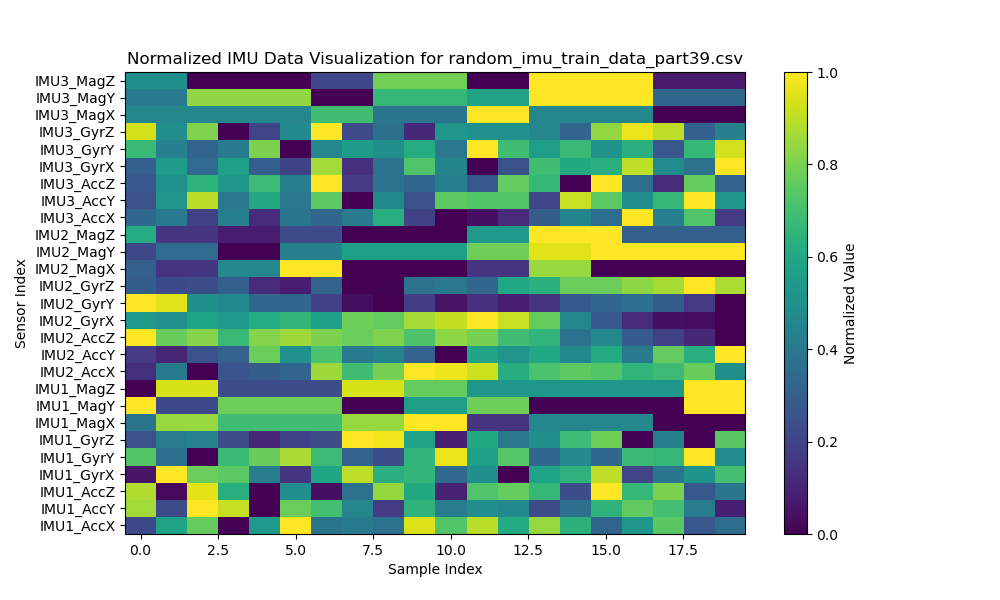 Normalized IMU Data Visualization for random_imu_train_data_part39.csv
IMU3_MagZ
IMU3_MagY
IMU3_MagX
IMU3_GyrZ
IMU3_GyrY
IMU3_GyrX
IMU3_AccZ
IMU3_AccY
IMU3_AccX
IMU2_MagZ
IMU2_MagY
IMU2_MagX
IMU2_GyrZ
IMU2_GyrY
IMU2_GyrX
IMU2_AccZ
IMU2_AccY
IMU2_AccX
IMU1_MagZ
IMU1_MagY
IMU1_MagX
IMU1_GyrZ
IMU1_GyrY
IMU1_GyrX
IMU1_AccZ
IMU1_AccY
IMU1_AccX
Sensor Index
0.0 2.5 5.0 7.5 10.0 12.5 15.0 17.5
Sample Index
1.0
0.8
0.6
0.4
0.2
0.0
Normalized Value